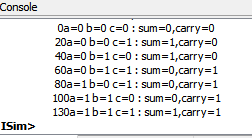 Console
0a=0 b=0 c=0 : sum=0,carry=0
20a=0 b=0 c=1 : sum=1,carry=0
40a=0 b=1 c=0 : sum=1,carry=0
60a=0 b=1 c=1 : sum=0,carry=1
80a=0 b=0 c=1 : sum=0,carry=1
100a=1 b=1 c=0 : sum=0,carry=1
130a=1 b=1 c=1 : sum=1,carry=1
ISim>